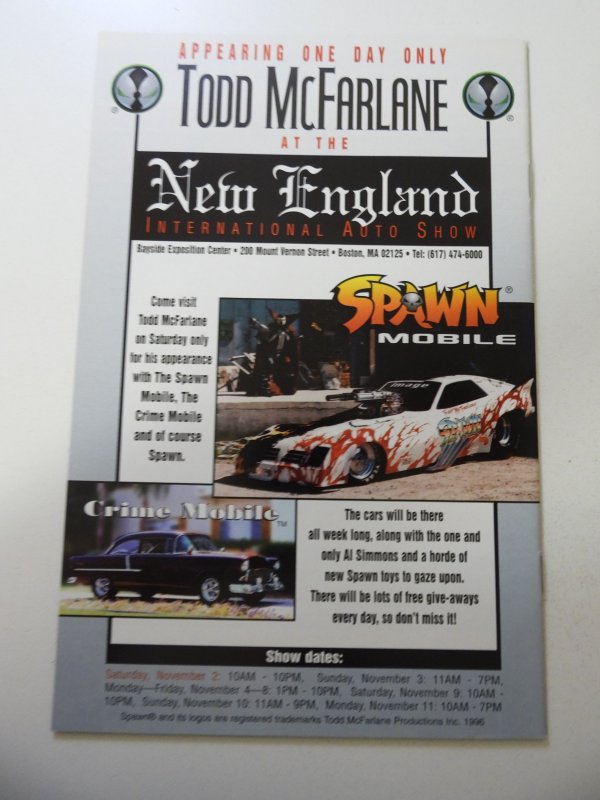 APPEARING ONE DAY ONLY
TODD MCFARLANE
®
®
AT THE
New England
INTERNATIONAL AUTO SHOW
Bayside Exposition Center • 200 Mount Vernon Street • Boston, MA 02125 • Tel: (617) 474-6000
SPAWN®
MOBILE
Come visit
Todd McFarlane
on Saturday only
for his appearance
with The Spawn
Mobile, The
Crime Mobile
and of course
Spawn.
image
Crime Mobile™
The cars will be there
all week long, along with the one and
only Al Simmons and a horde of
new Spawn toys to gaze upon.
There will be lots of free give-aways
every day, so don't miss it!
Show dates:
Saturday, November 2: 10AM - 10PM, Sunday, November 3: 11AM - 7PM,
Monday—Friday, November 4—8: 1PM - 10PM, Saturday, November 9: 10AM -
10PM, Sunday, November 10: 11AM - 9PM, Monday, November 11: 10AM - 7PM
Spawn® and its logos are registered trademarks Todd McFarlane Productions Inc. 1996